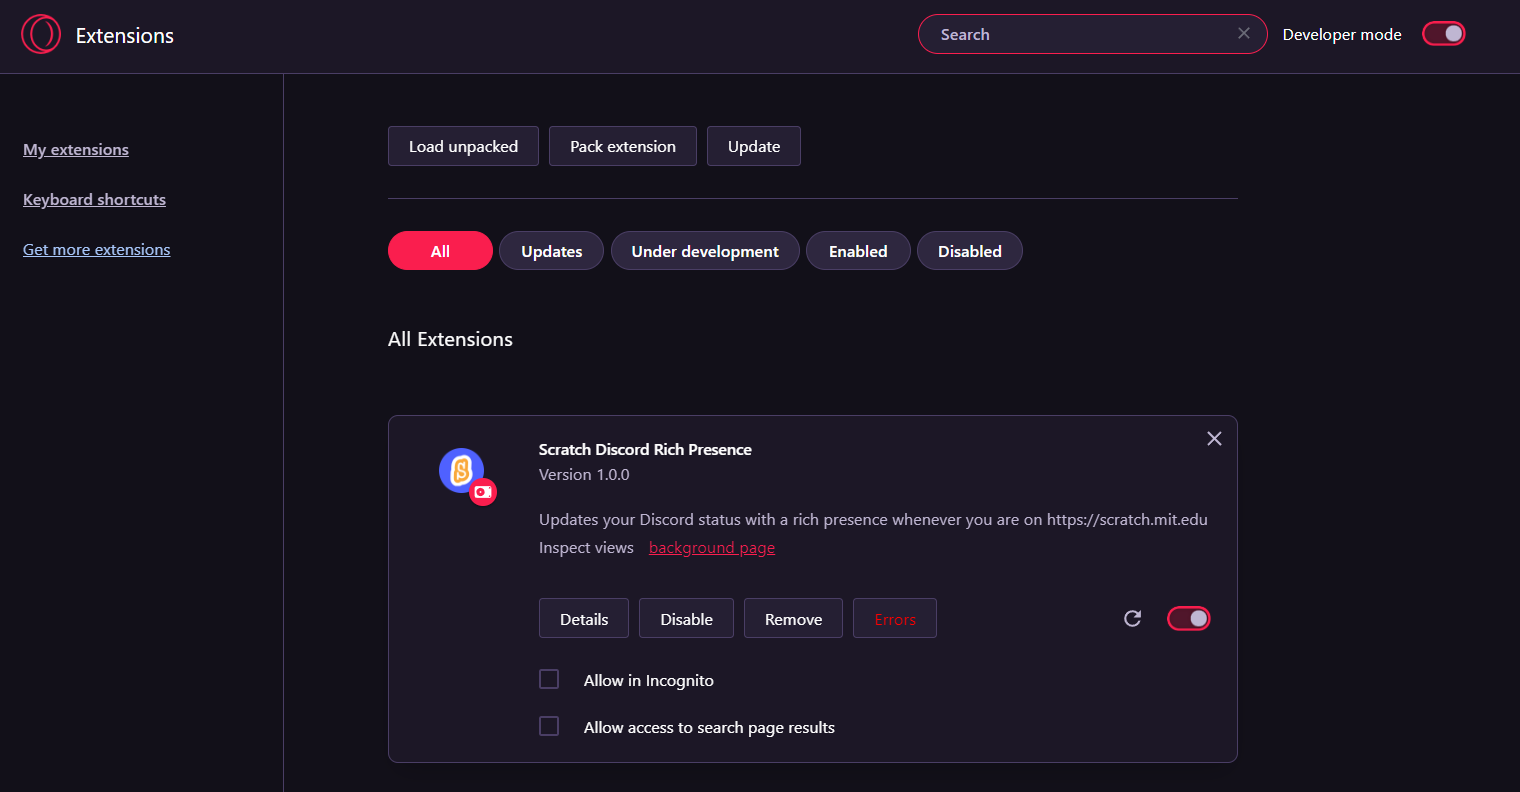 Extensions
Search
Developer mode
My extensions
Keyboard shortcuts
Get more extensions
Load unpacked
Pack extension
Update
All
Updates
Under development
Enabled
Disabled
All Extensions
Scratch Discord Rich Presence
Version 1.0.0
Updates your Discord status with a rich presence whenever you are on https://scratch.mit.edu
Inspect views background page
Details
Disable
Remove
Errors
Allow in Incognito
Allow access to search page results